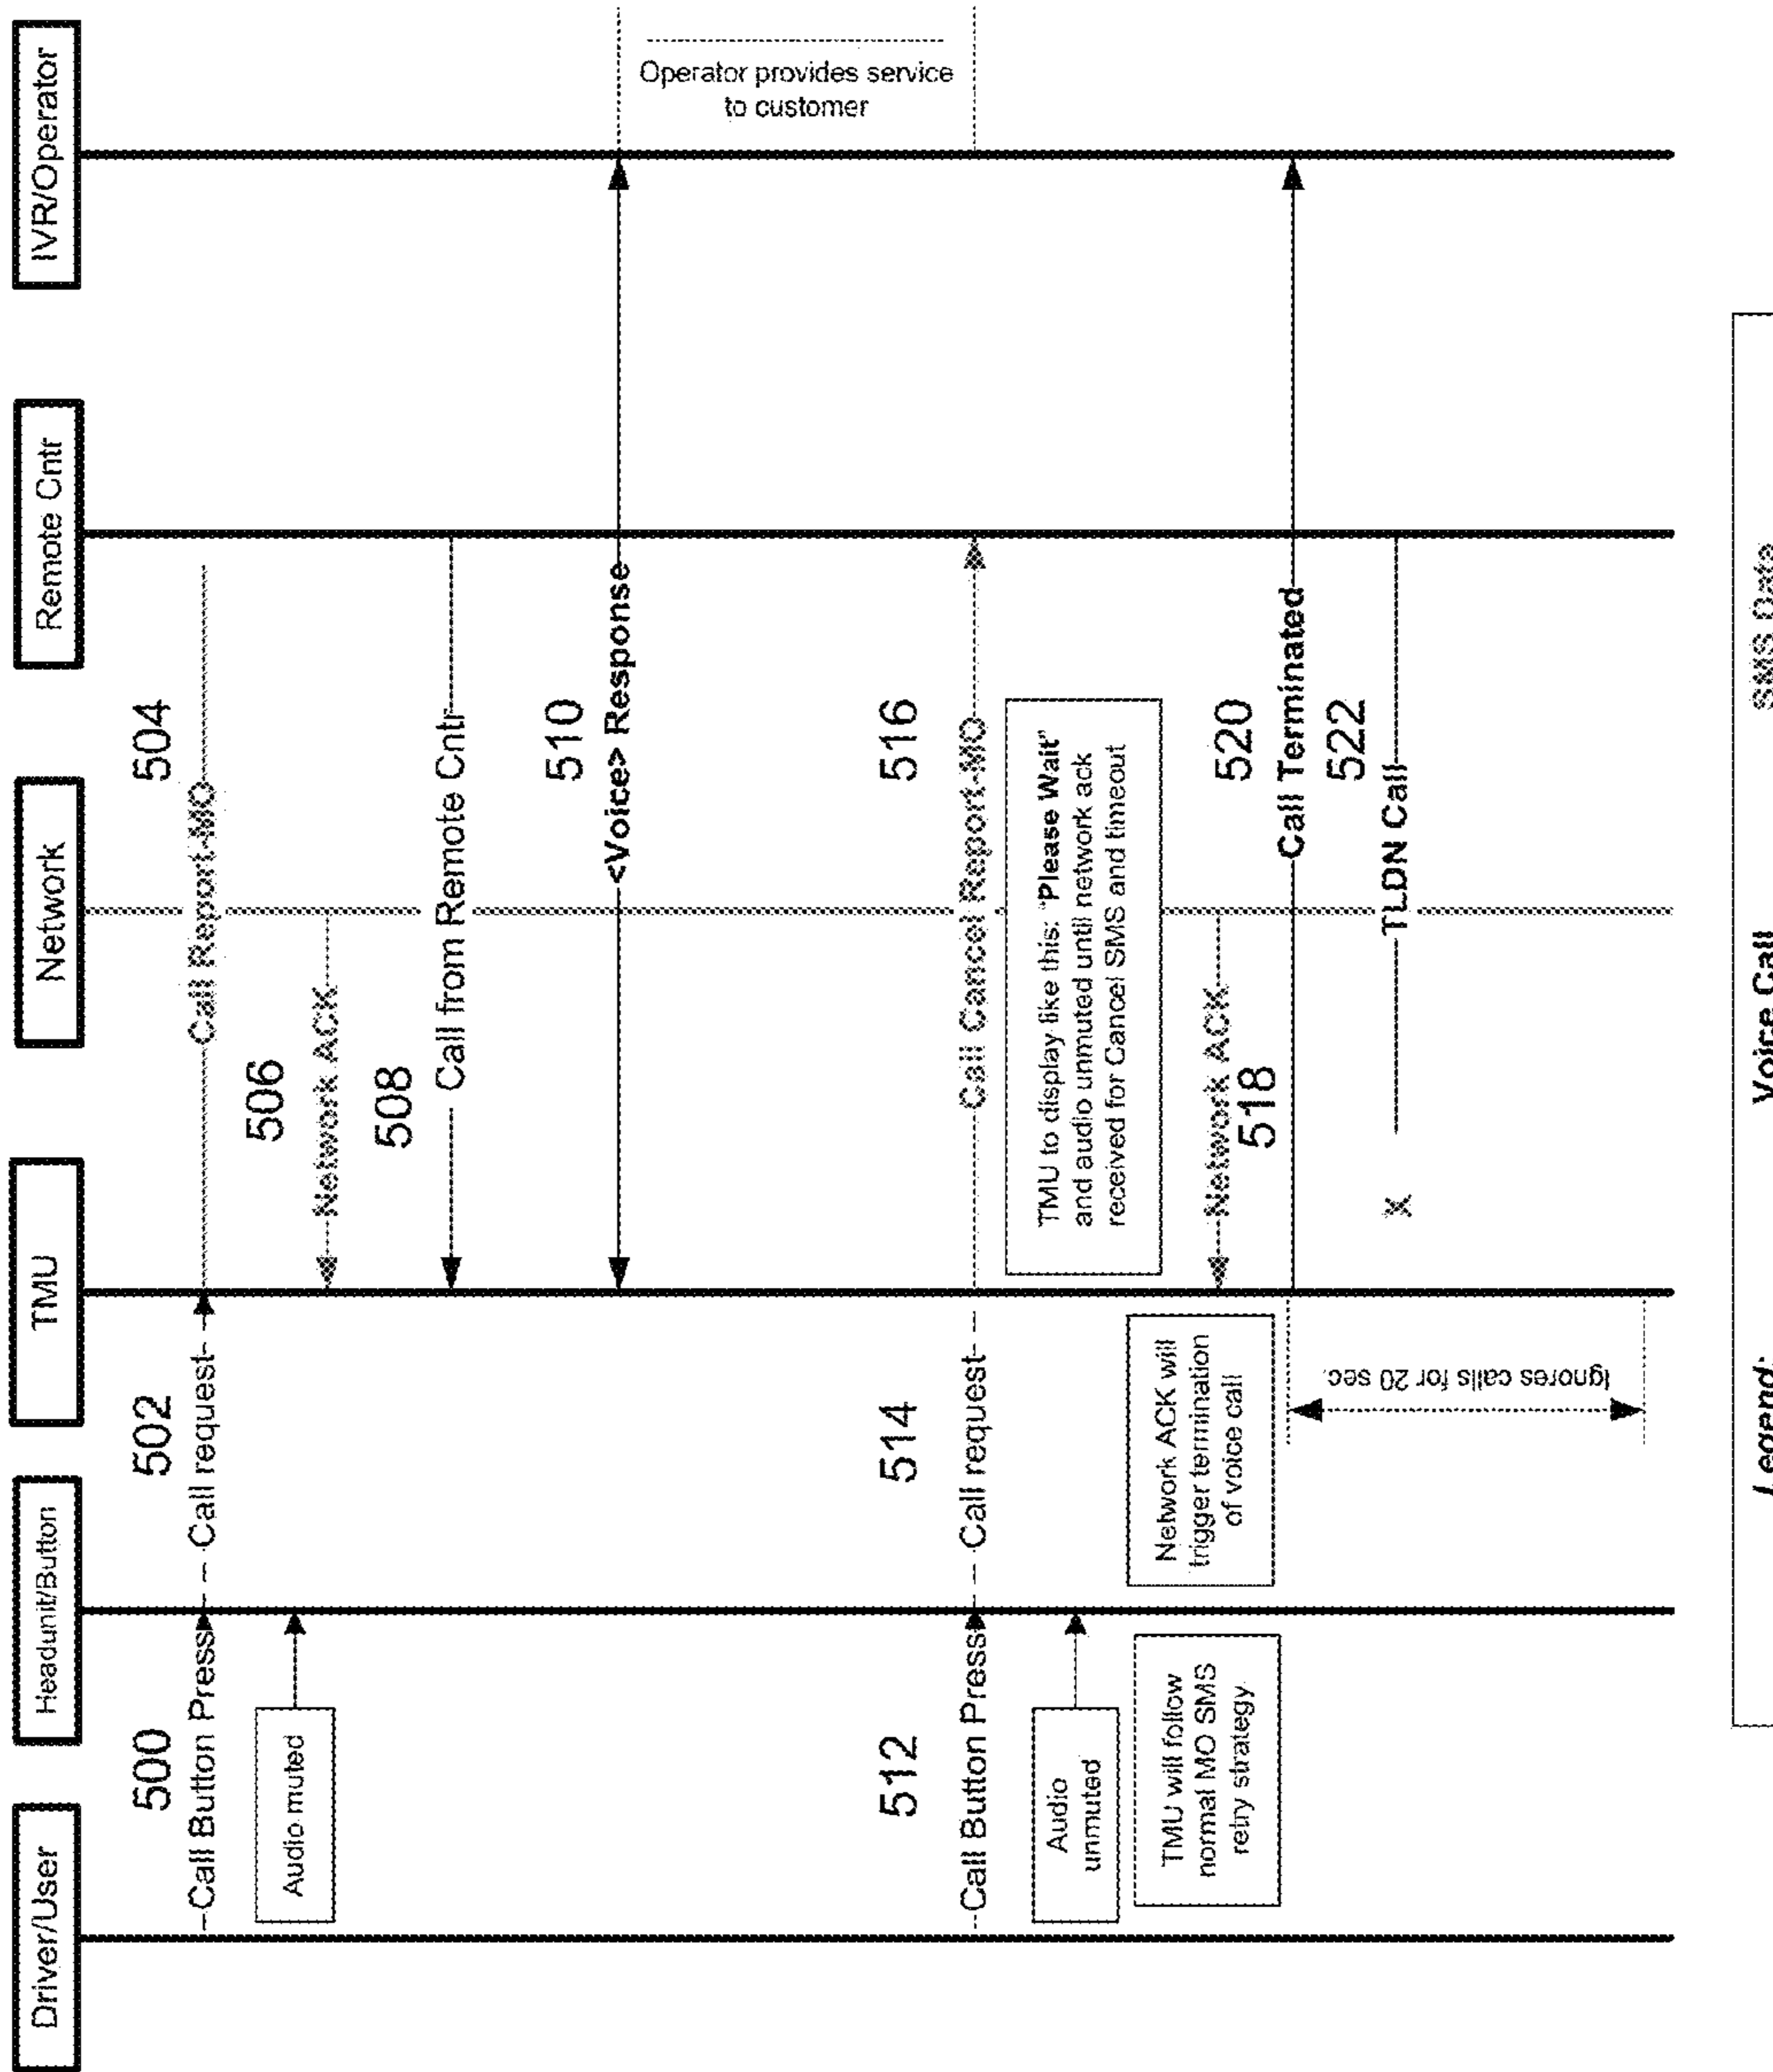 Driver/User
Headunit/Button
TMU
Network
Remote Cntr
IVR/Operator
500
502
504
Call Button Press
Call request
Call Report-MO
Audio muted
506
Network ACK
508
Call from Remote Cntr
510
<Voice> Response
Operator provides service
to customer
512
514
516
Call Button Press
Call request
Call Cancel Report-MO
Audio
unmuted
TMU to display like this: "Please Wait"
and audio unmuted until network ack
received for Cancel SMS and timeout
TMU will follow
normal MO SMS
retry strategy
Network ACK will
trigger termination
of voice call
Network ACK
518
520
Call Terminated
522
TLDN Call
X
Ignores calls for 20 sec.
Legend:
Voice Call
SMS Data